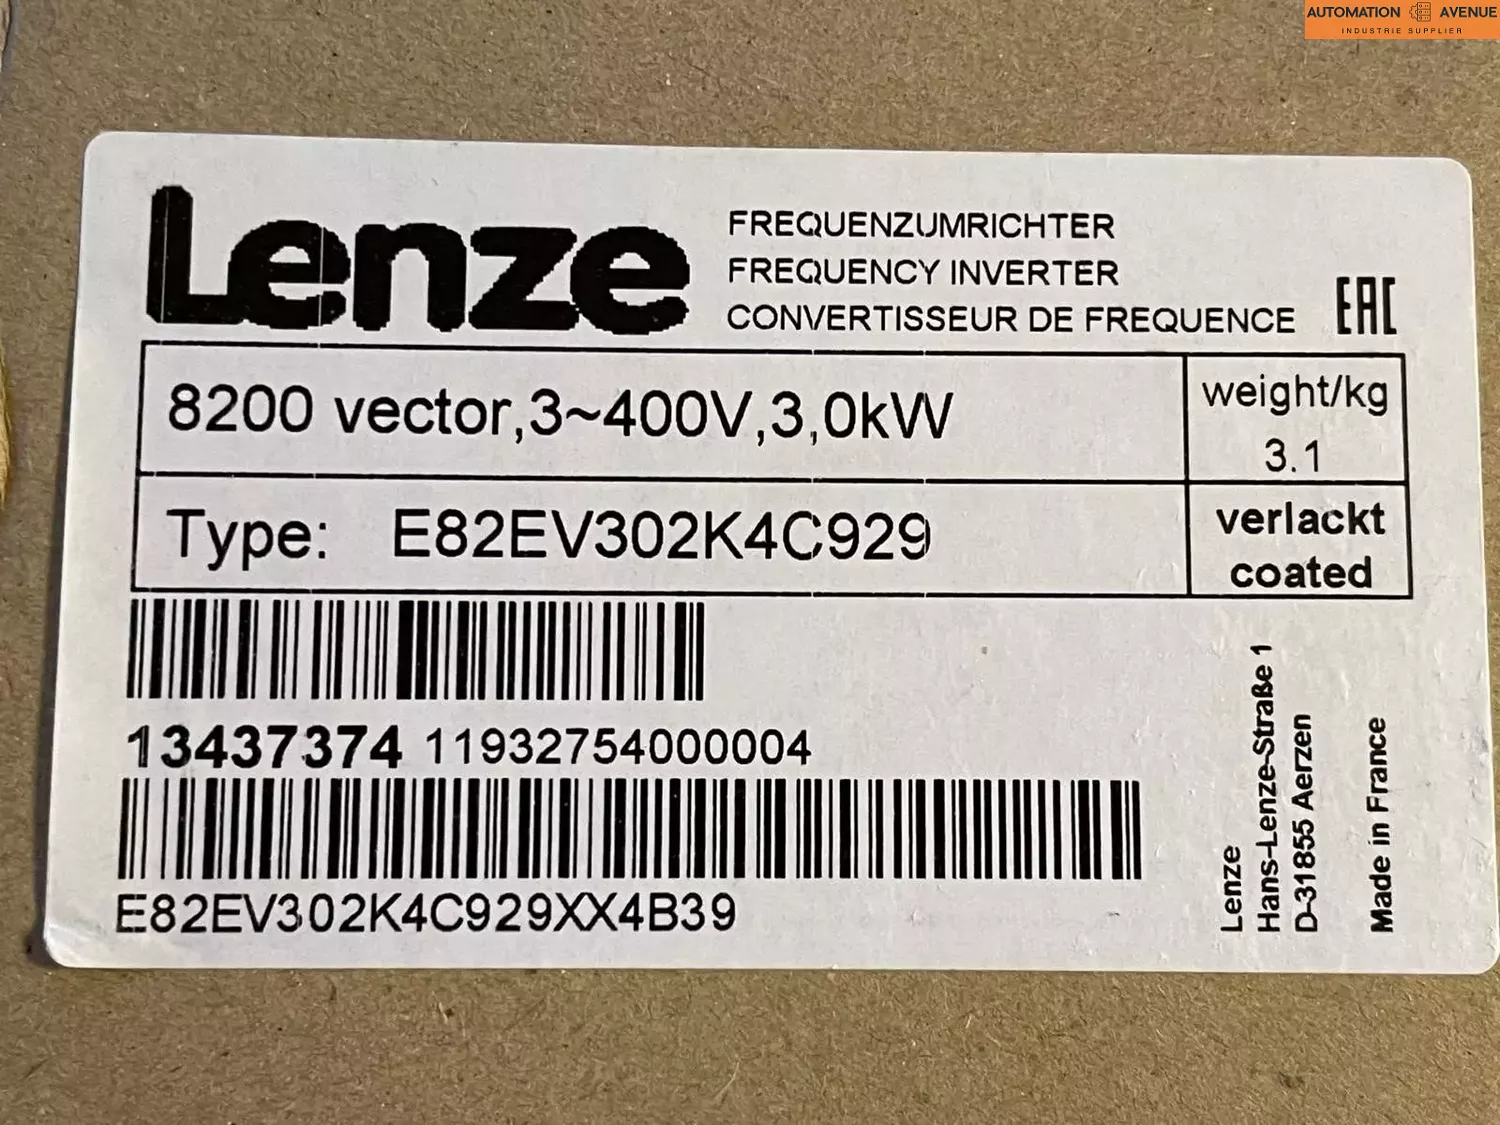 AUTOMATION AVENUE
INDUSTRIE SUPPLIER
Lenze
FREQUENZUMRICHTER
FREQUENCY INVERTER
CONVERTISSEUR DE FREQUENCE
EAC
8200 vector,3~400V,3,0kW
weight/kg
3.1
Type: E82EV302K4C929
verlackt
coated
13437374 11932754000004
E82EV302K4C929XX4B39
Lenze
Hans-Lenze-Straße 1
D-31855 Aerzen
Made in France